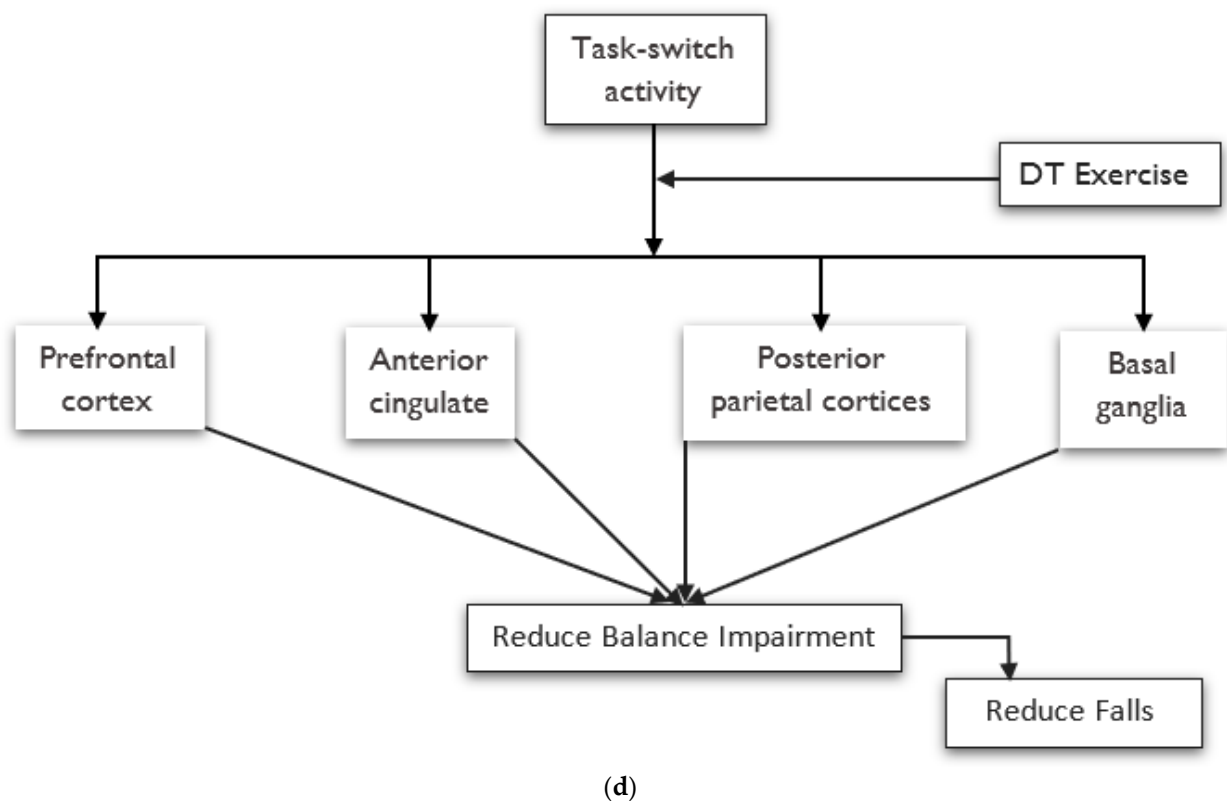 Task-switch
activity
DT Exercise
Prefrontal
cortex
Anterior
cingulate
Posterior
parietal cortices
Basal
ganglia
Reduce Balance Impairment
Reduce Falls
(d)